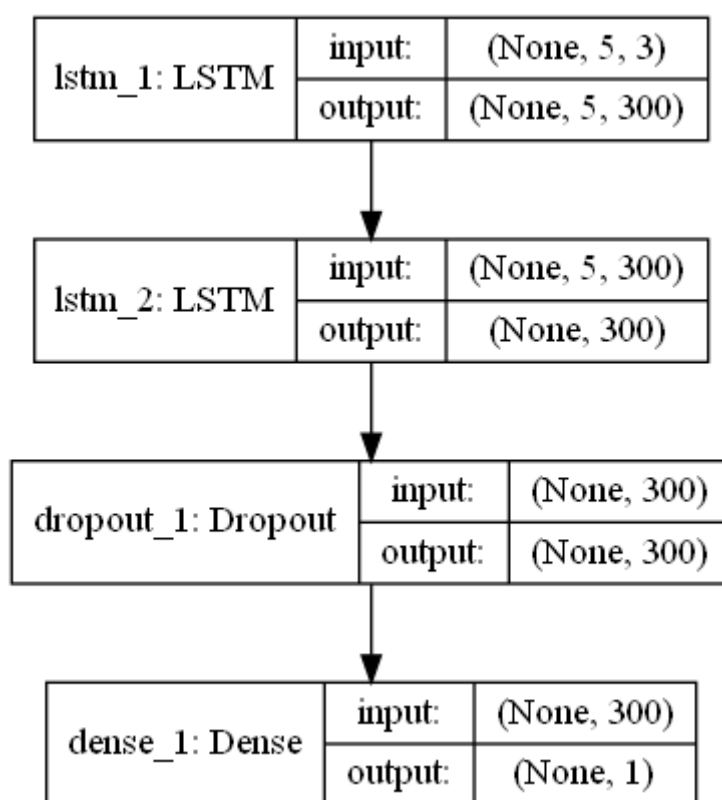 lstm_1: LSTM
input: (None, 5, 3)
output: (None, 5, 300)
lstm_2: LSTM
input: (None, 5, 300)
output: (None, 300)
dropout_1: Dropout
input: (None, 300)
output: (None, 300)
dense_1: Dense
input: (None, 300)
output: (None, 1)